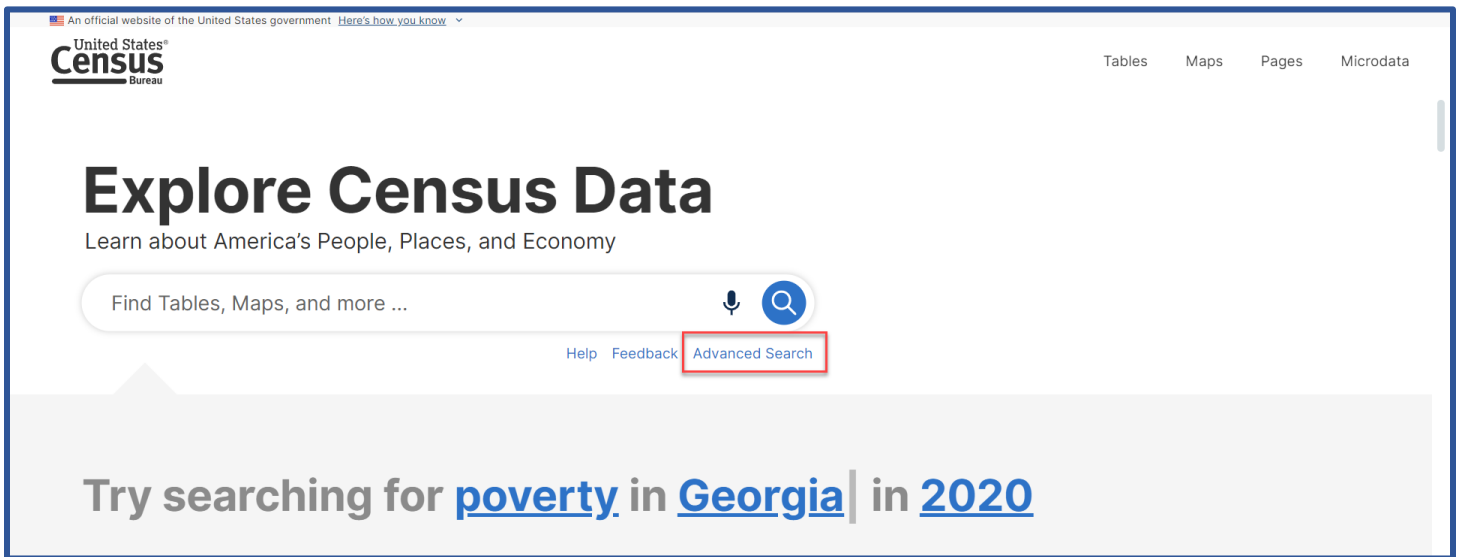 An official website of the United States government Here's how you know
United States®
Census
Bureau
Tables Maps Pages Microdata
Explore Census Data
Learn about America's People, Places, and Economy
Find Tables, Maps, and more ...
Help Feedback Advanced Search
Try searching for poverty in Georgia in 2020